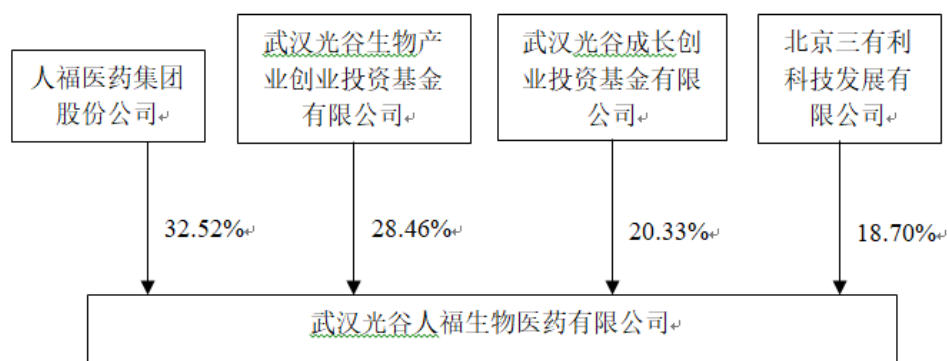 人福医药集团
股份公司
武汉光谷生物产
业创业投资基金
有限公司
武汉光谷成长创
业投资基金有限
公司
北京三有利
科技发展有
限公司
32.52%
28.46%
20.33%
18.70%
武汉光谷人福生物医药有限公司